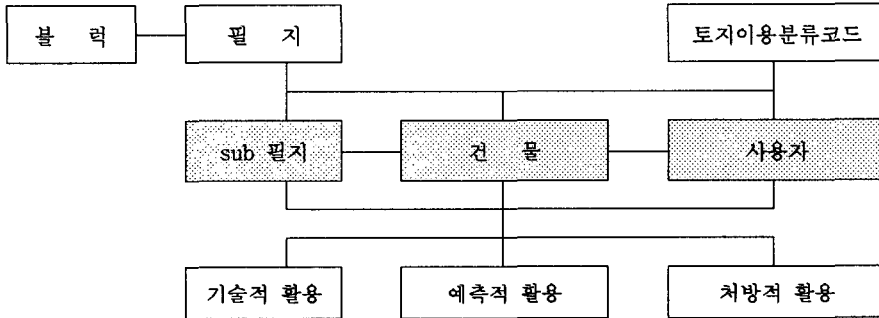 블 럭
필 지
토지이용분류코드
sub 필지
건 물
사용자
기술적 활용
예측적 활용
처방적 활용